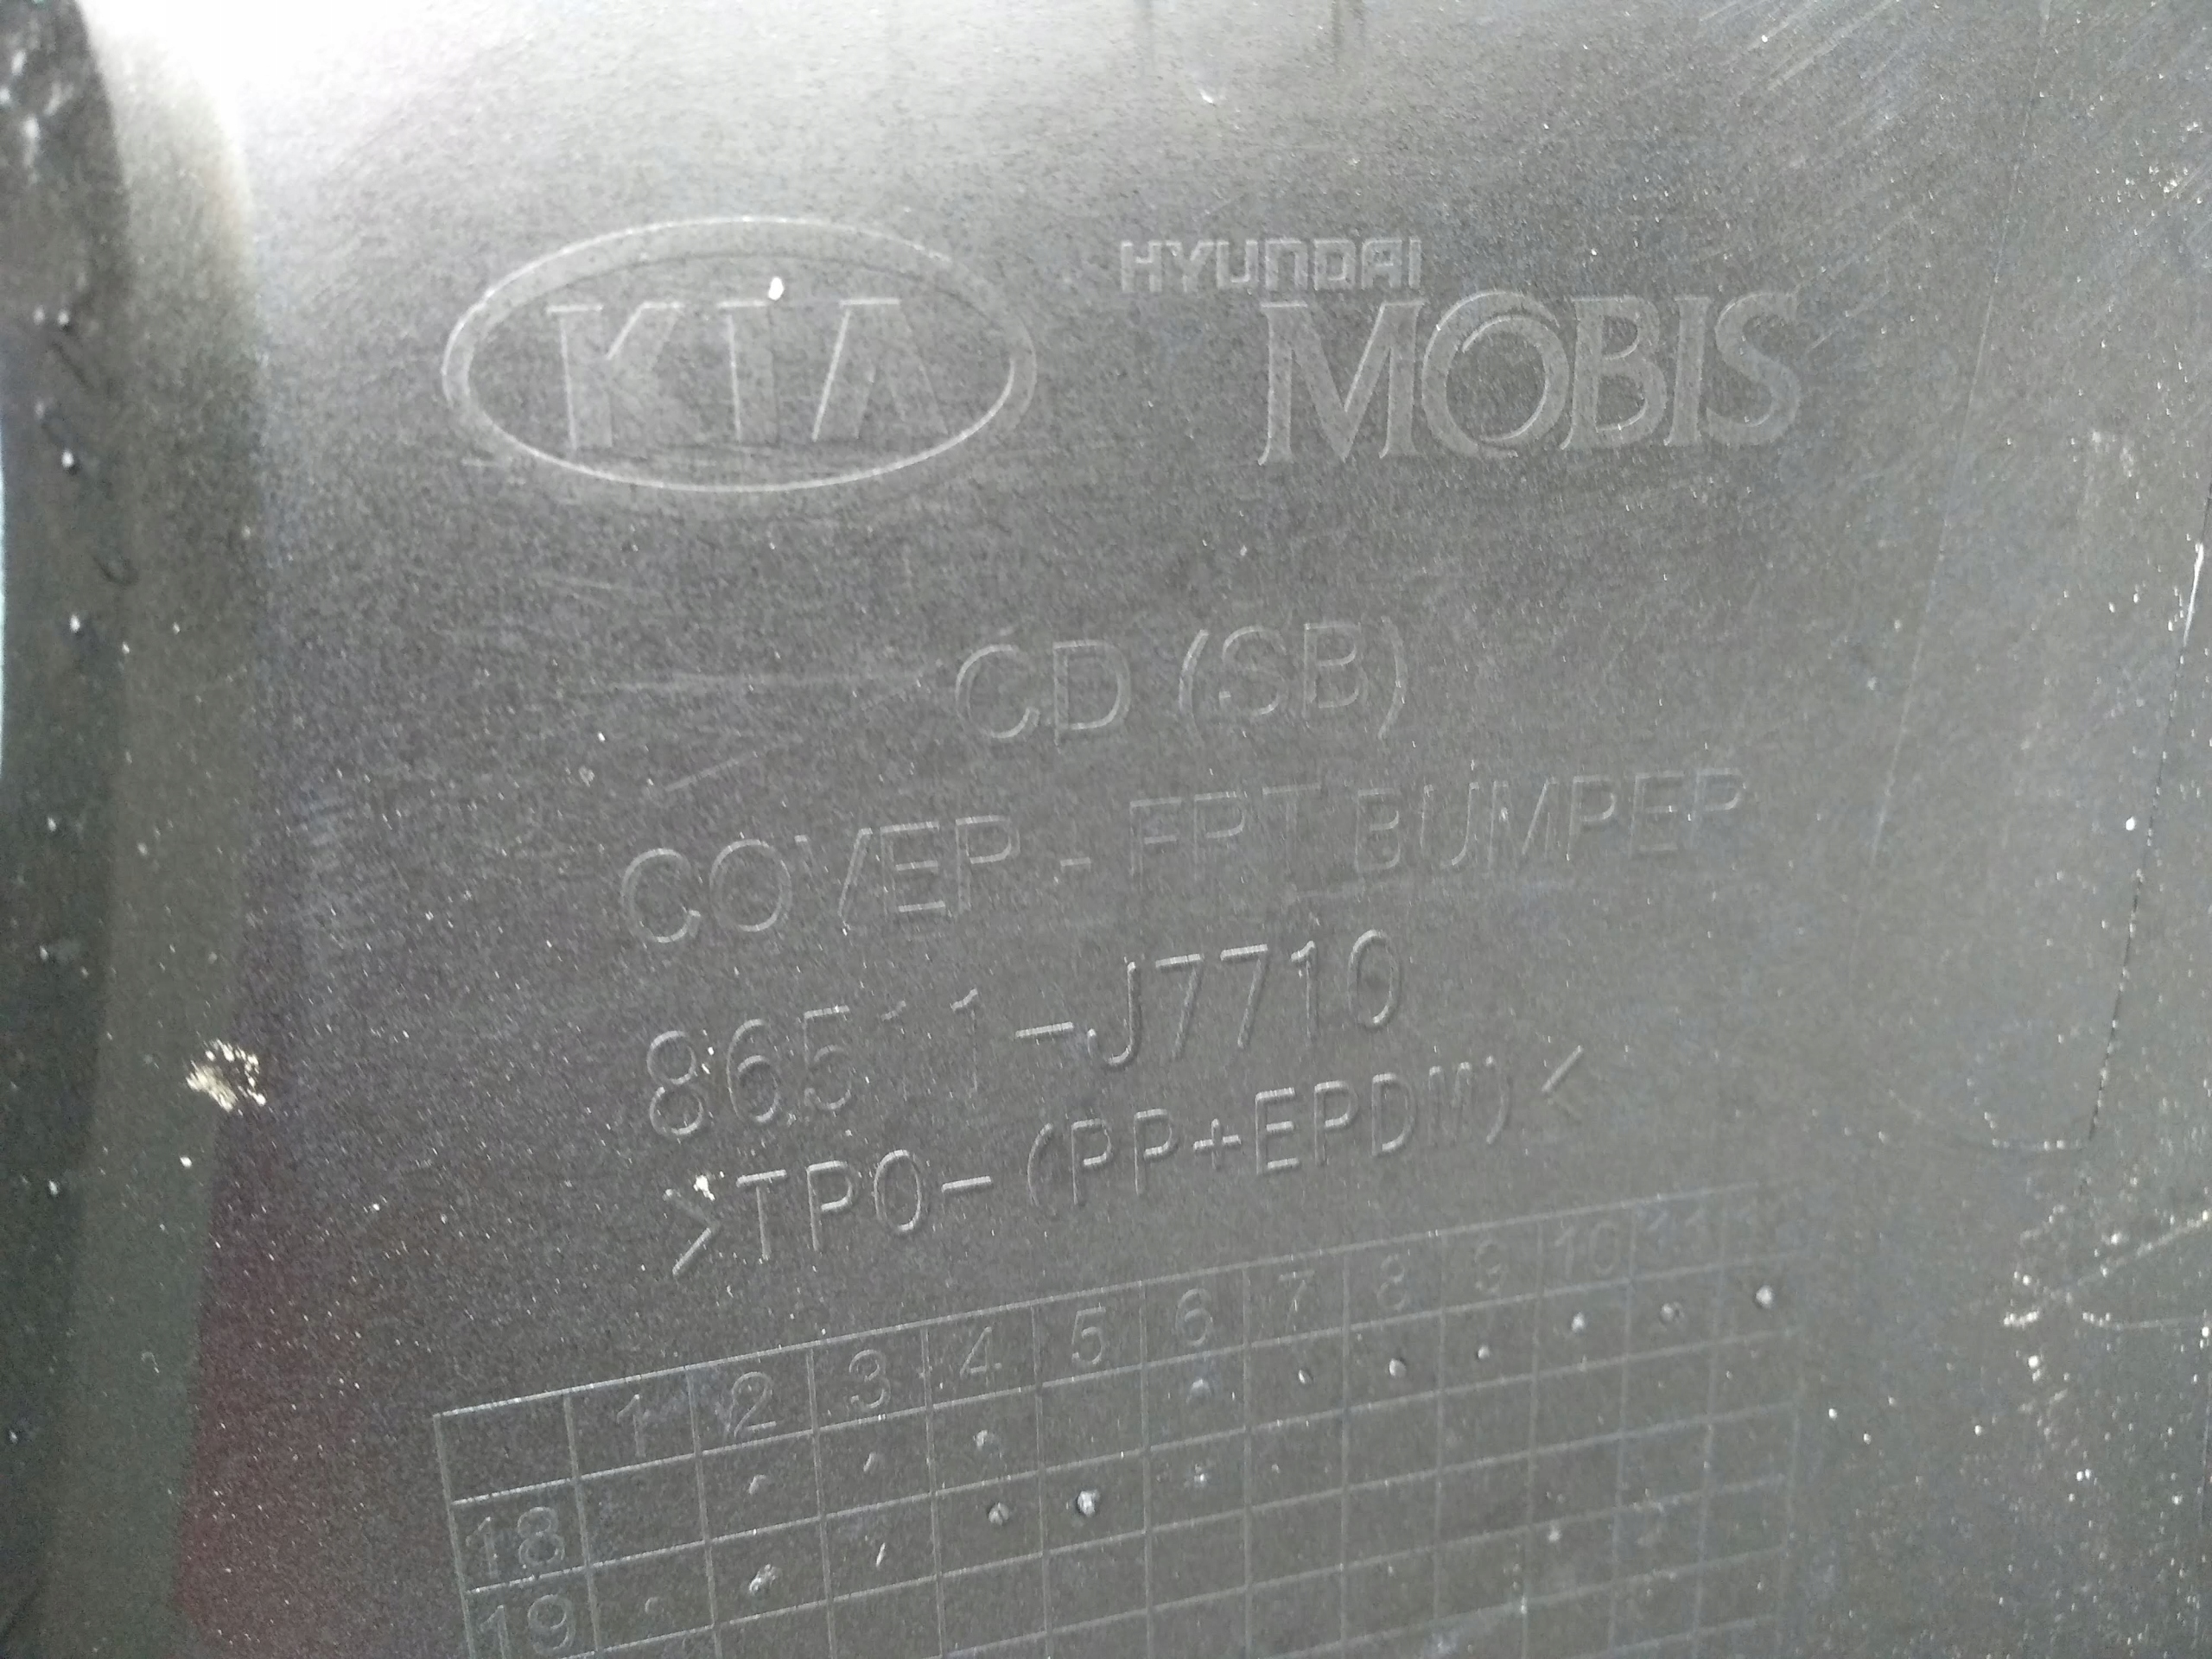 KIA
HYUNDAI
MOBIS
CD (SB)
COVER - FRT BUMPER
86511-J7710
>TPO-(PP+EPDM)<
1 2 3 4 5 6 7 8 9 10 11
18
19